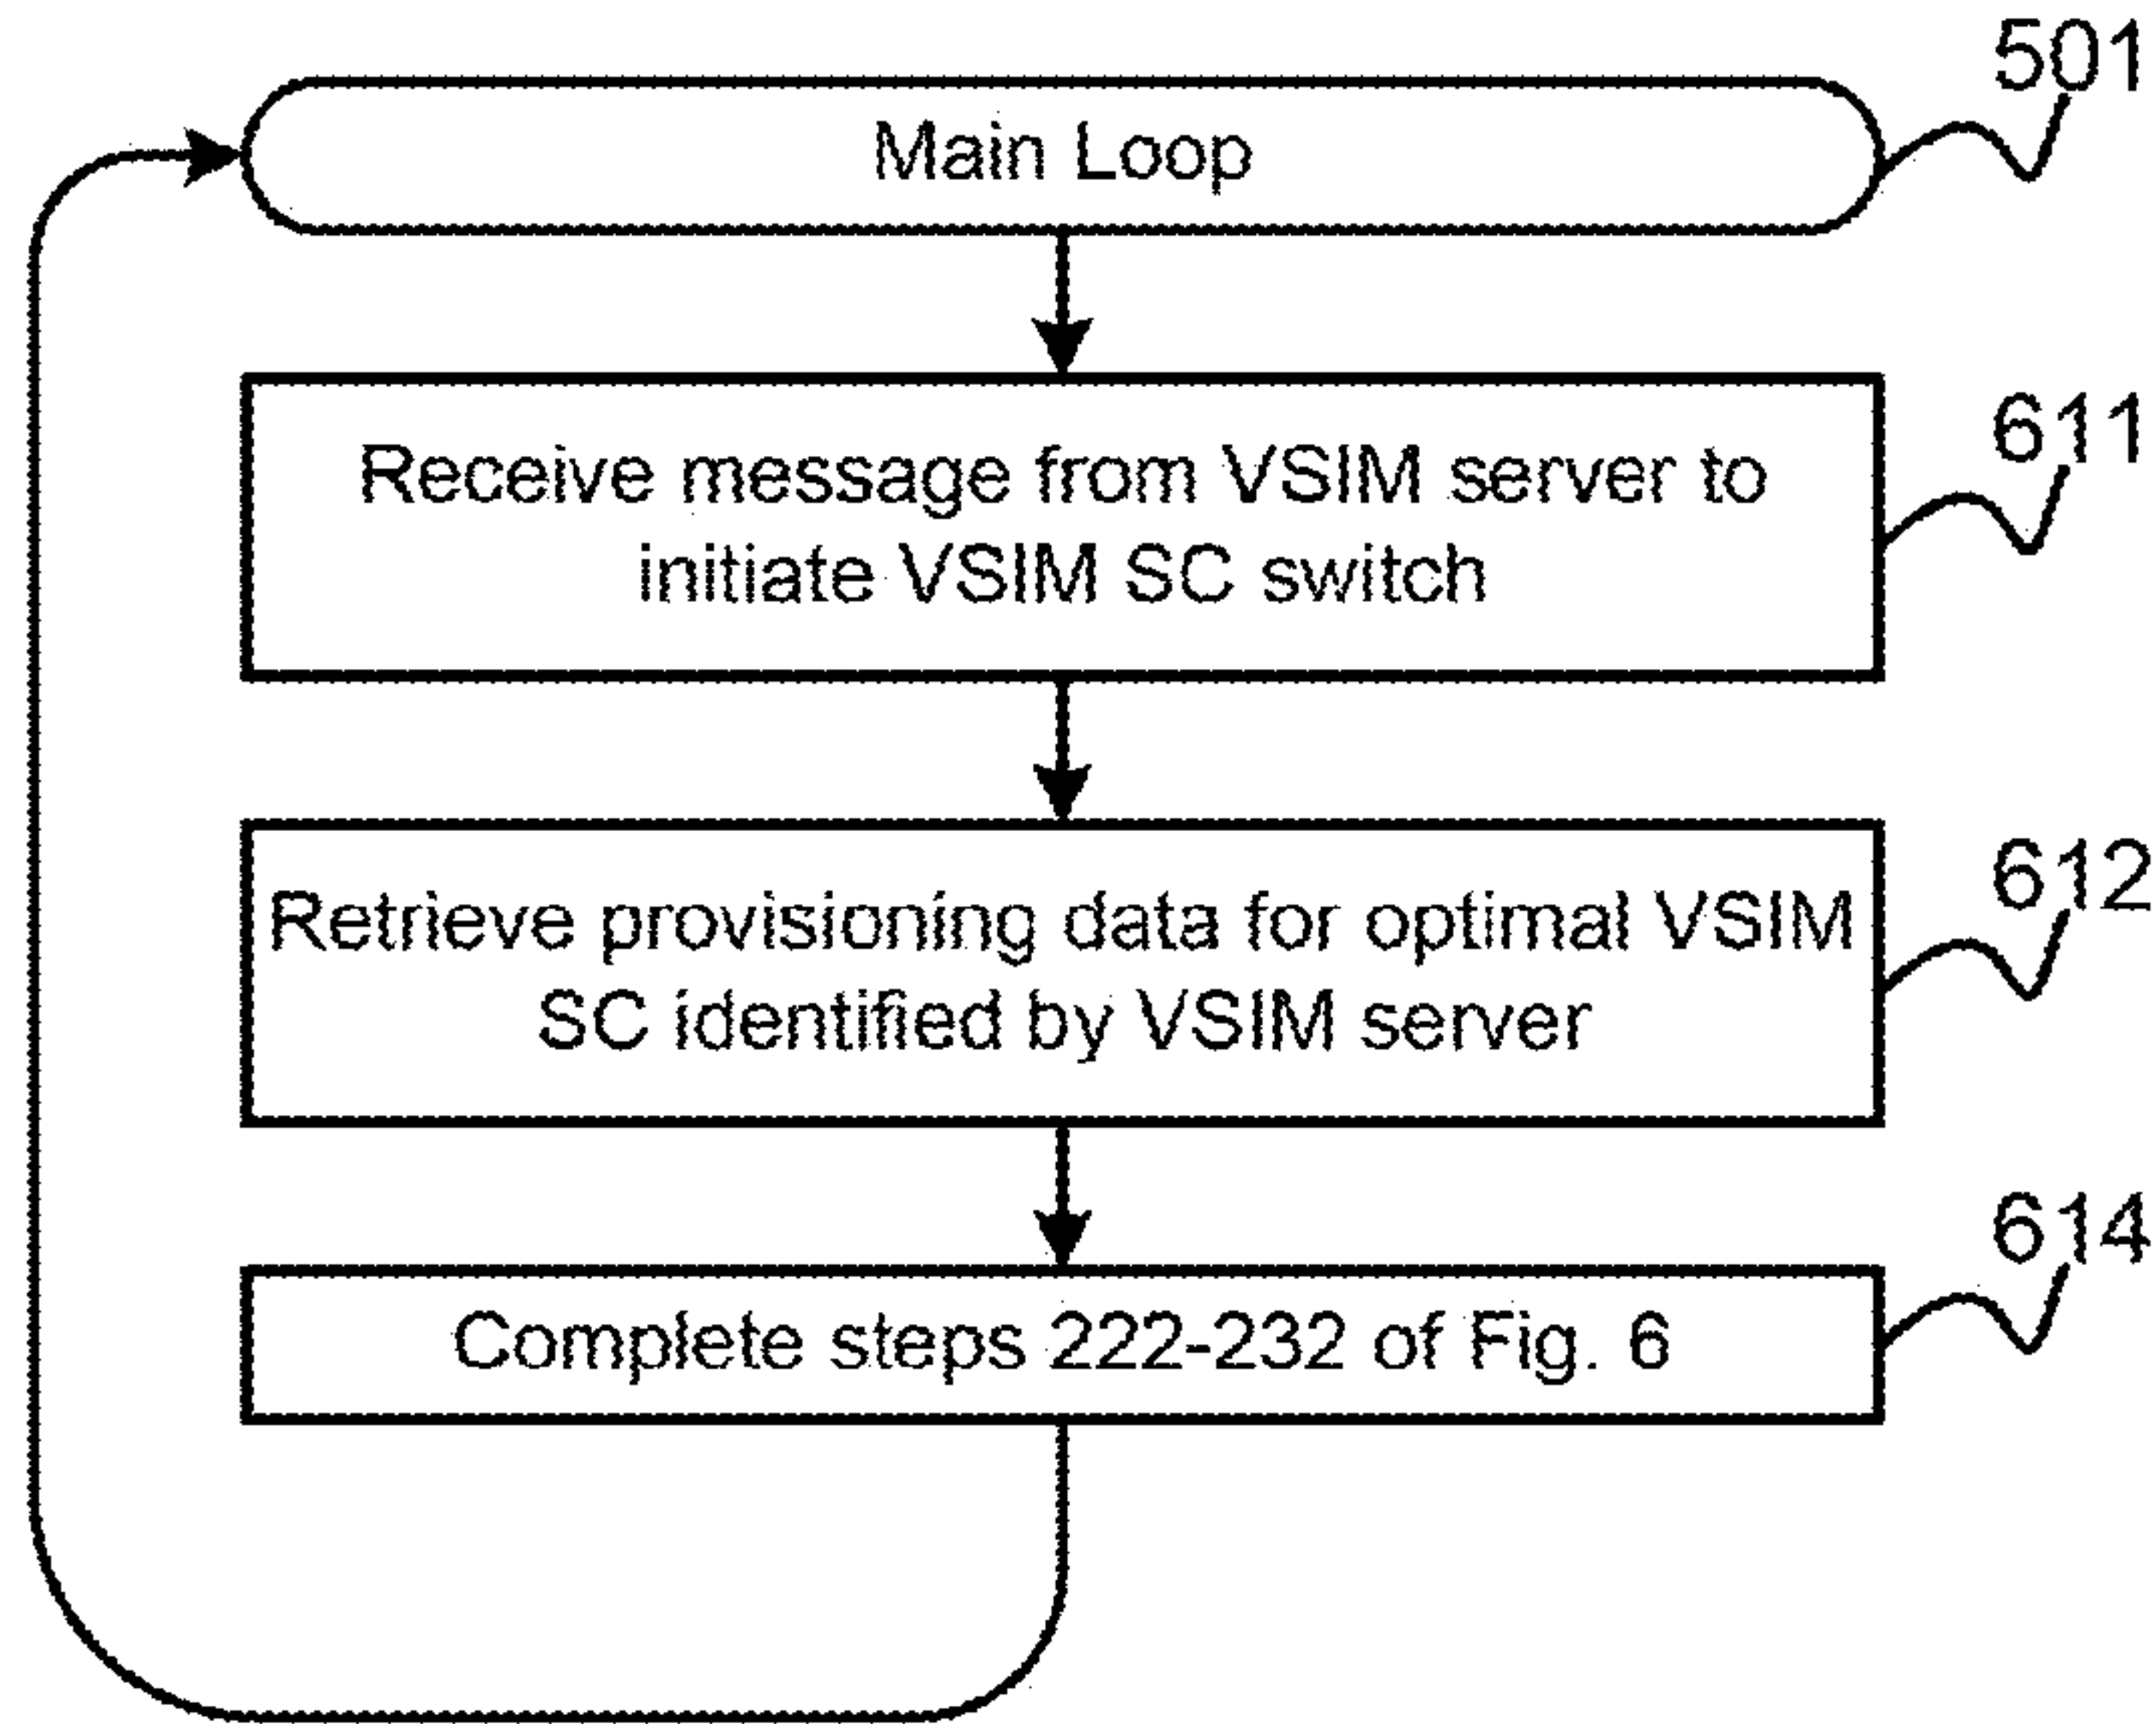 501
Main Loop
611
Receive message from VSIM server to
initiate VSIM SC switch
612
Retrieve provisioning data for optimal VSIM
SC identified by VSIM server
614
Complete steps 222-232 of Fig. 6